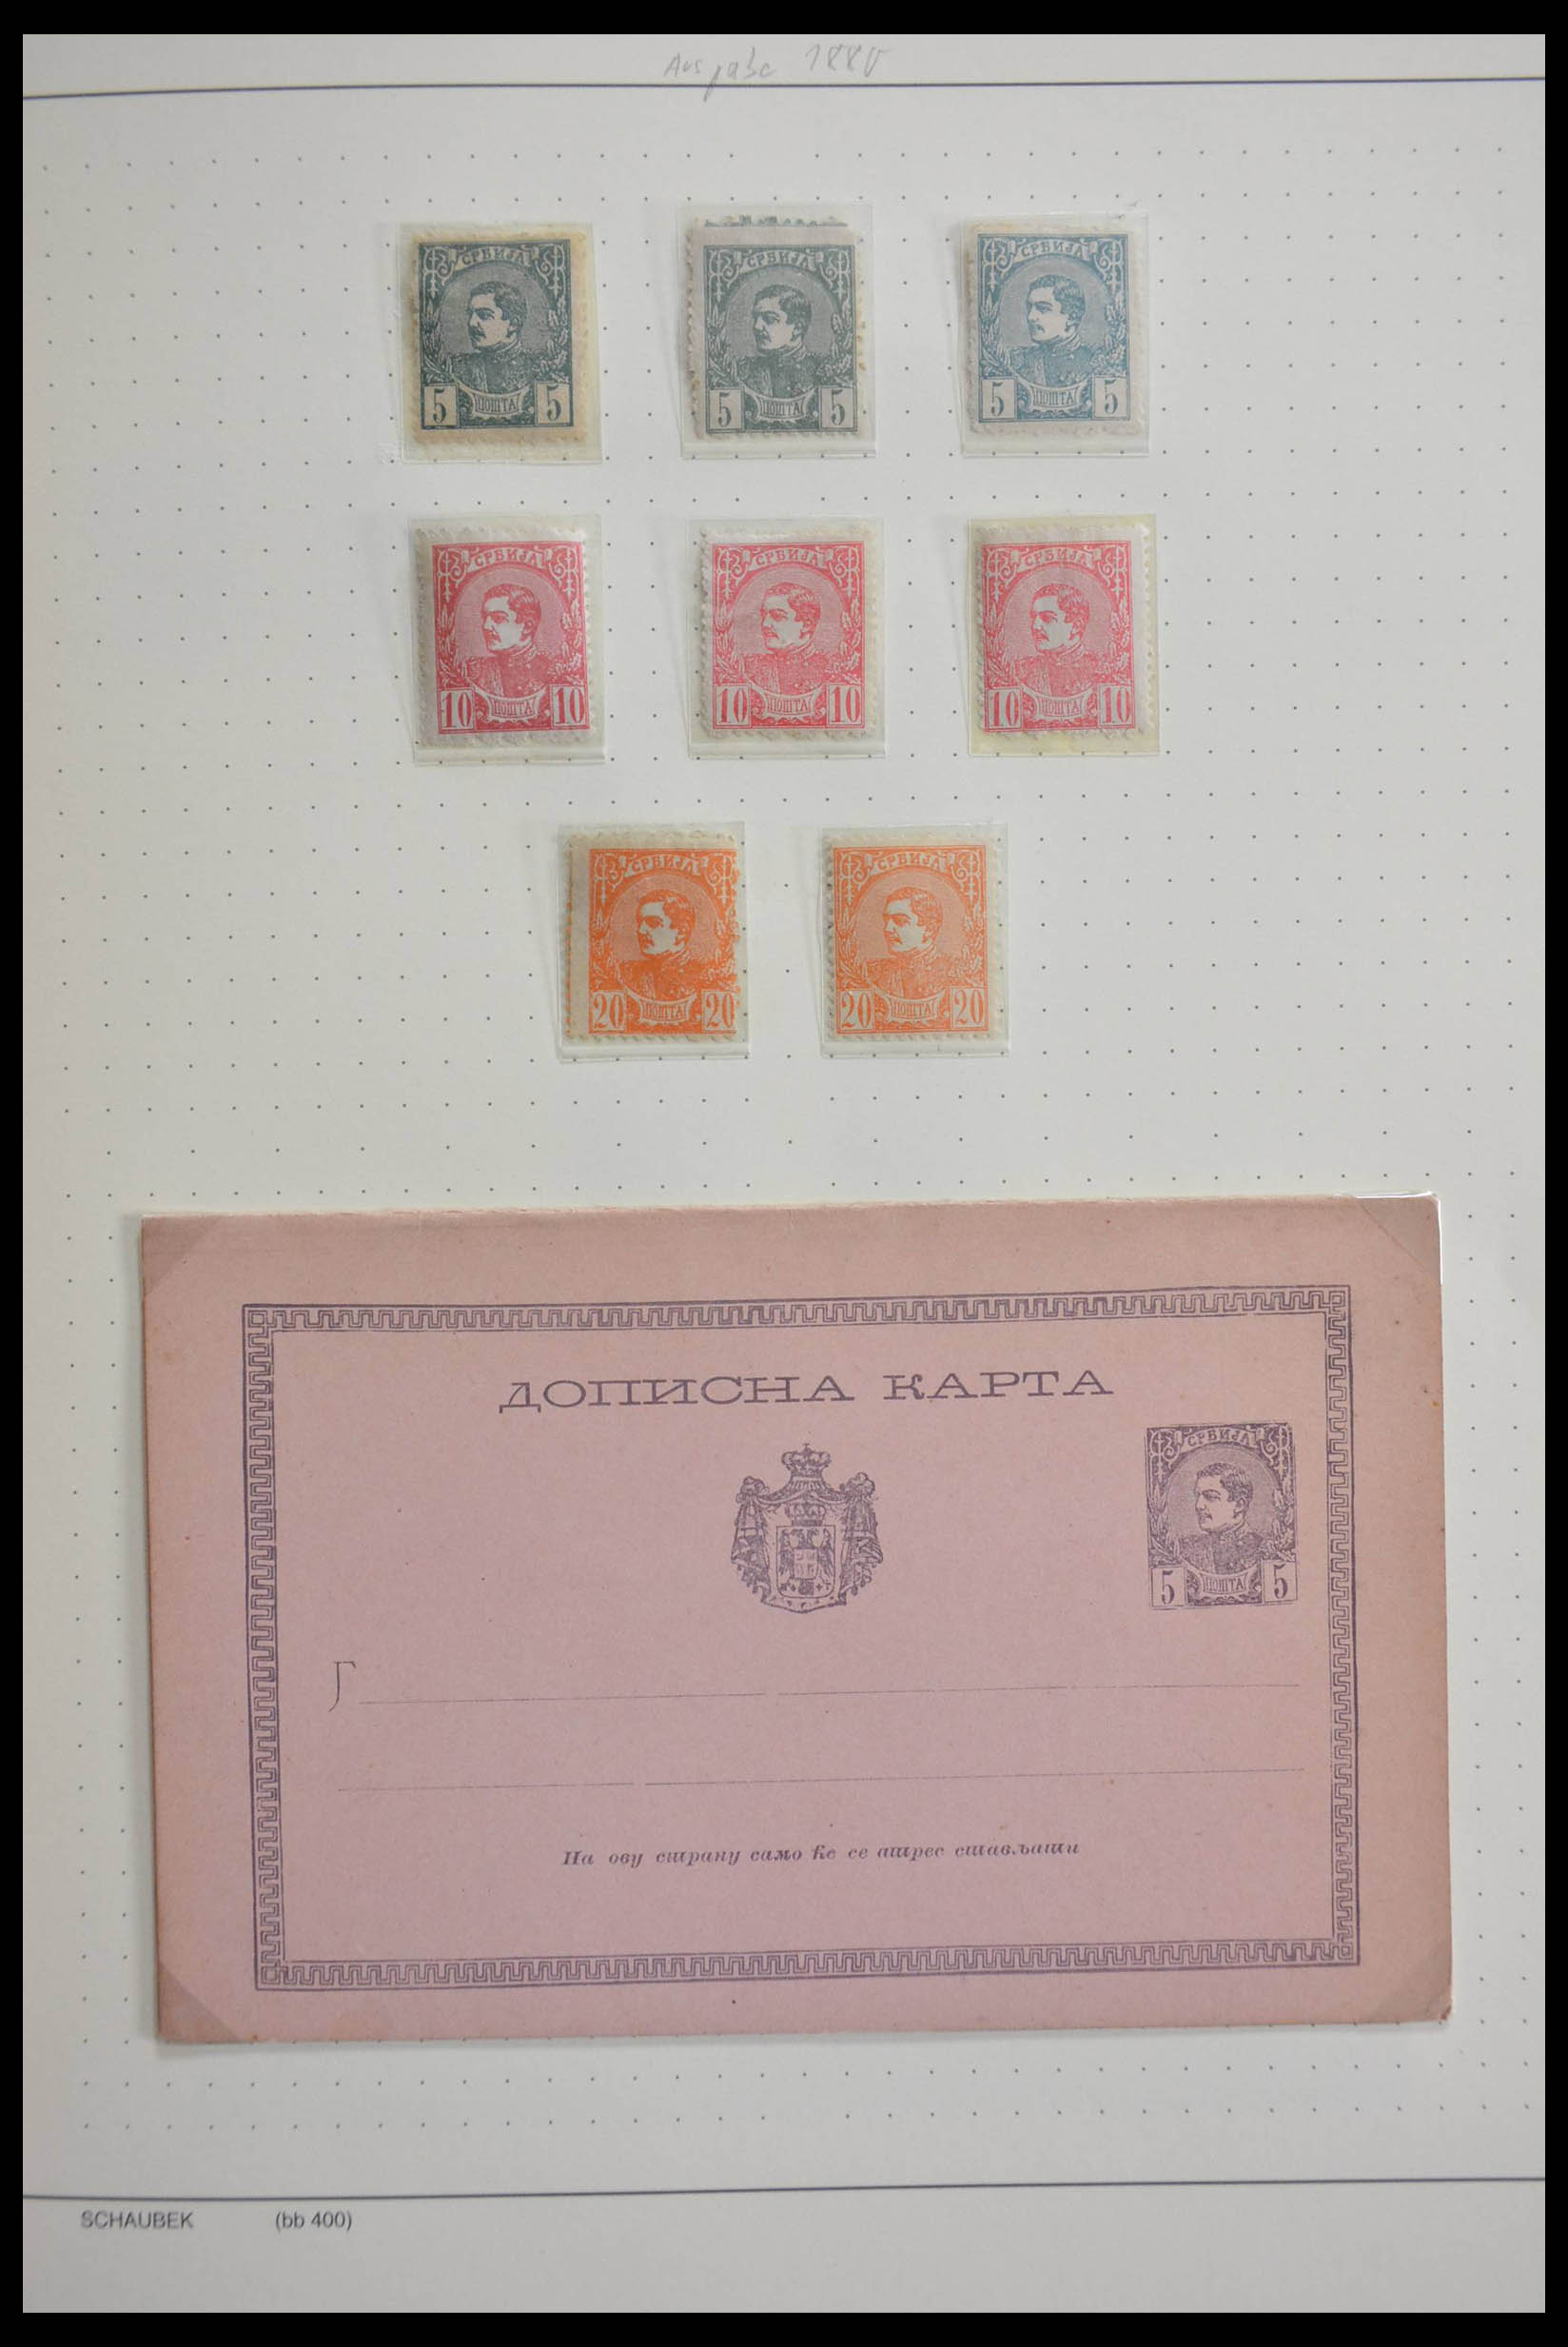 Ausgabe 1880
СРБИЈА
5 ПОШТА 5
СРБИЈА
5 ПОШТА 5
СРБИЈА
5 ПОШТА 5
СРБИЈА
10 ПОШТА 10
СРБИЈА
10 ПОШТА 10
СРБИЈА
10 ПОШТА 10
СРБИЈА
20 ПОШТА 20
СРБИЈА
20 ПОШТА 20
ДОПИСНА КАРТА
СРБИЈА
5 ПОШТА 5
Г
На ову страну само ће се атрес стављати
SCHAUBEK (bb 400)